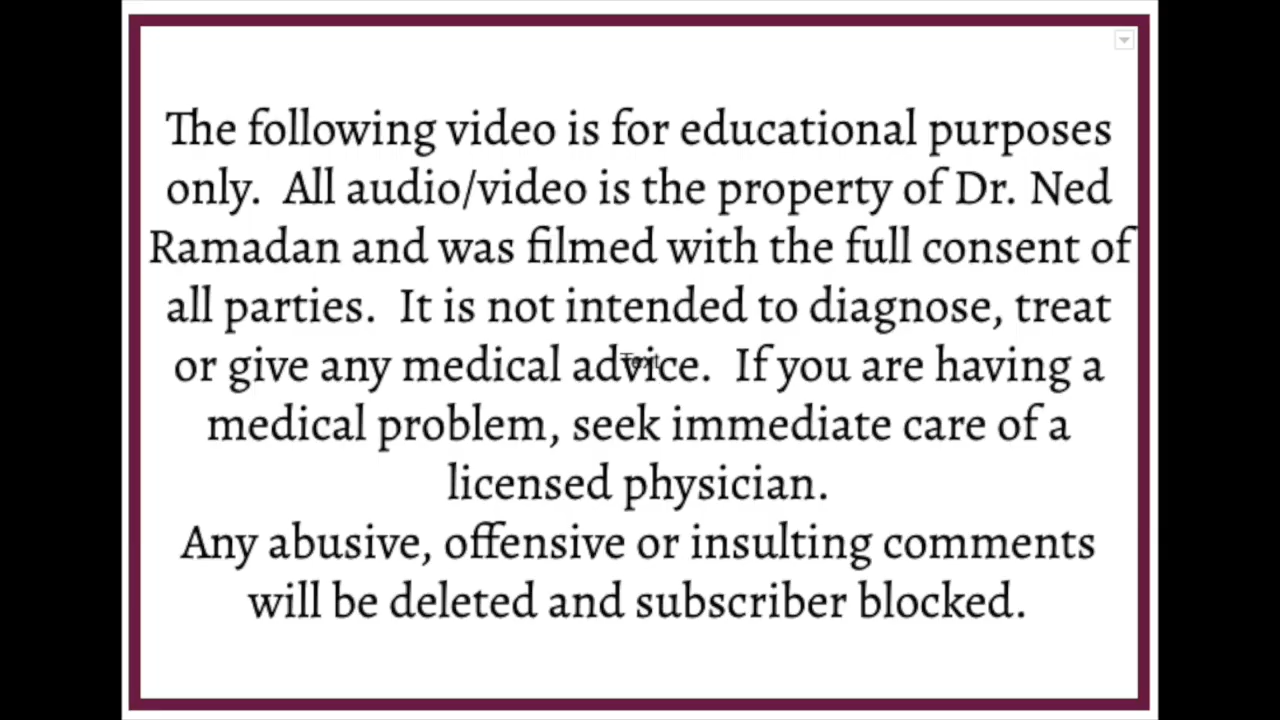 The following video is for educational purposes
only.  All audio/video is the property of Dr. Ned
Ramadan and was filmed with the full consent of
all parties.  It is not intended to diagnose, treat
or give any medical advice.  If you are having a
Text
medical problem, seek immediate care of a
licensed physician.
Any abusive, offensive or insulting comments
will be deleted and subscriber blocked.